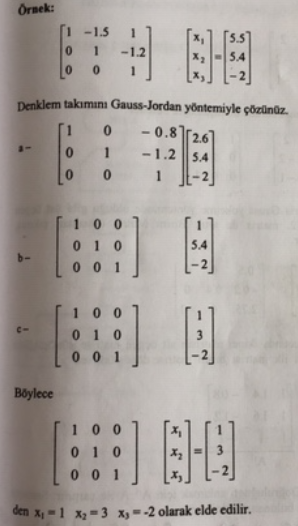 Örnek:
1 -1.5 1 x₁ 5.5
0 1 -1.2 x₂ = 5.4
0 0 1 x₃ -2
Denklem takımını Gauss-Jordan yöntemiyle çözünüz.
a- 1 0 -0.8 2.6
0 1 -1.2 5.4
0 0 1 -2
b- 1 0 0 1
0 1 0 5.4
0 0 1 -2
c- 1 0 0 1
0 1 0 3
0 0 1 -2
Böylece
1 0 0 x₁ 1
0 1 0 x₂ = 3
0 0 1 x₃ -2
den x₁ = 1 x₂ = 3 x₃ = -2 olarak elde edilir.